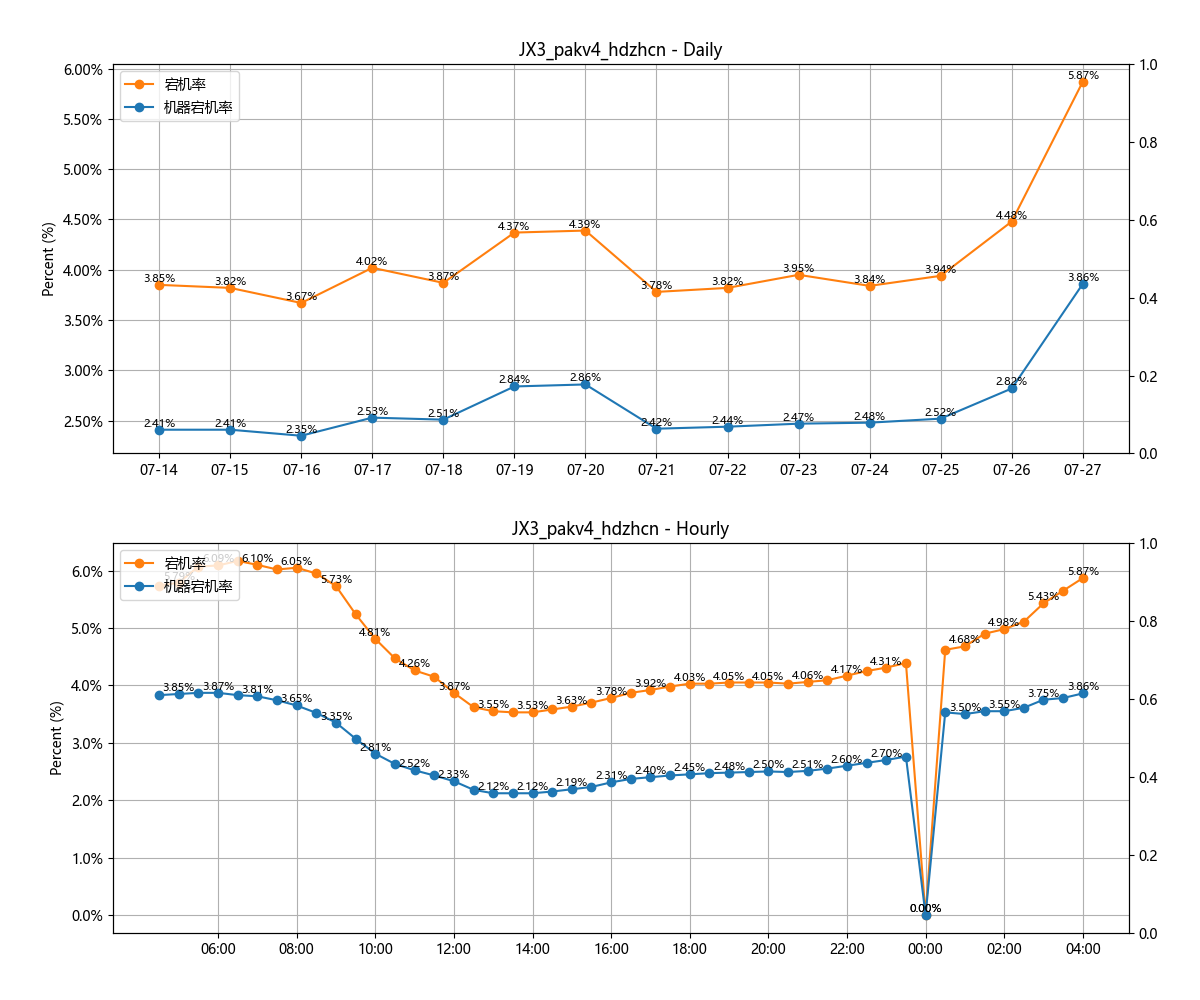 JX3_pakv4_hdzhcn - Daily
宕机率
机器宕机率
Percent (%)
6.00%
5.50%
5.00%
4.50%
4.00%
3.50%
3.00%
2.50%
1.0
0.8
0.6
0.4
0.2
0.0
3.85% 3.82% 3.67% 4.02% 3.87% 4.37% 4.39% 3.78% 3.82% 3.95% 3.84% 3.94% 4.48% 5.87%
2.41% 2.41% 2.35% 2.53% 2.51% 2.84% 2.86% 2.42% 2.44% 2.47% 2.48% 2.52% 2.82% 3.86%
07-14 07-15 07-16 07-17 07-18 07-19 07-20 07-21 07-22 07-23 07-24 07-25 07-26 07-27
JX3_pakv4_hdzhcn - Hourly
宕机率
机器宕机率
Percent (%)
6.0%
5.0%
4.0%
3.0%
2.0%
1.0%
0.0%
1.0
0.8
0.6
0.4
0.2
0.0
5.79% 6.09% 6.10% 6.05% 5.73% 4.81% 4.26% 3.87% 3.55% 3.53% 3.63% 3.78% 3.92% 4.03% 4.05% 4.05% 4.06% 4.17% 4.31% 0.00% 4.68% 4.98% 5.43% 5.87%
3.85% 3.87% 3.81% 3.65% 3.35% 2.81% 2.52% 2.33% 2.12% 2.12% 2.19% 2.31% 2.40% 2.45% 2.48% 2.50% 2.51% 2.60% 2.70% 0.00% 3.50% 3.55% 3.75% 3.86%
06:00 08:00 10:00 12:00 14:00 16:00 18:00 20:00 22:00 00:00 02:00 04:00